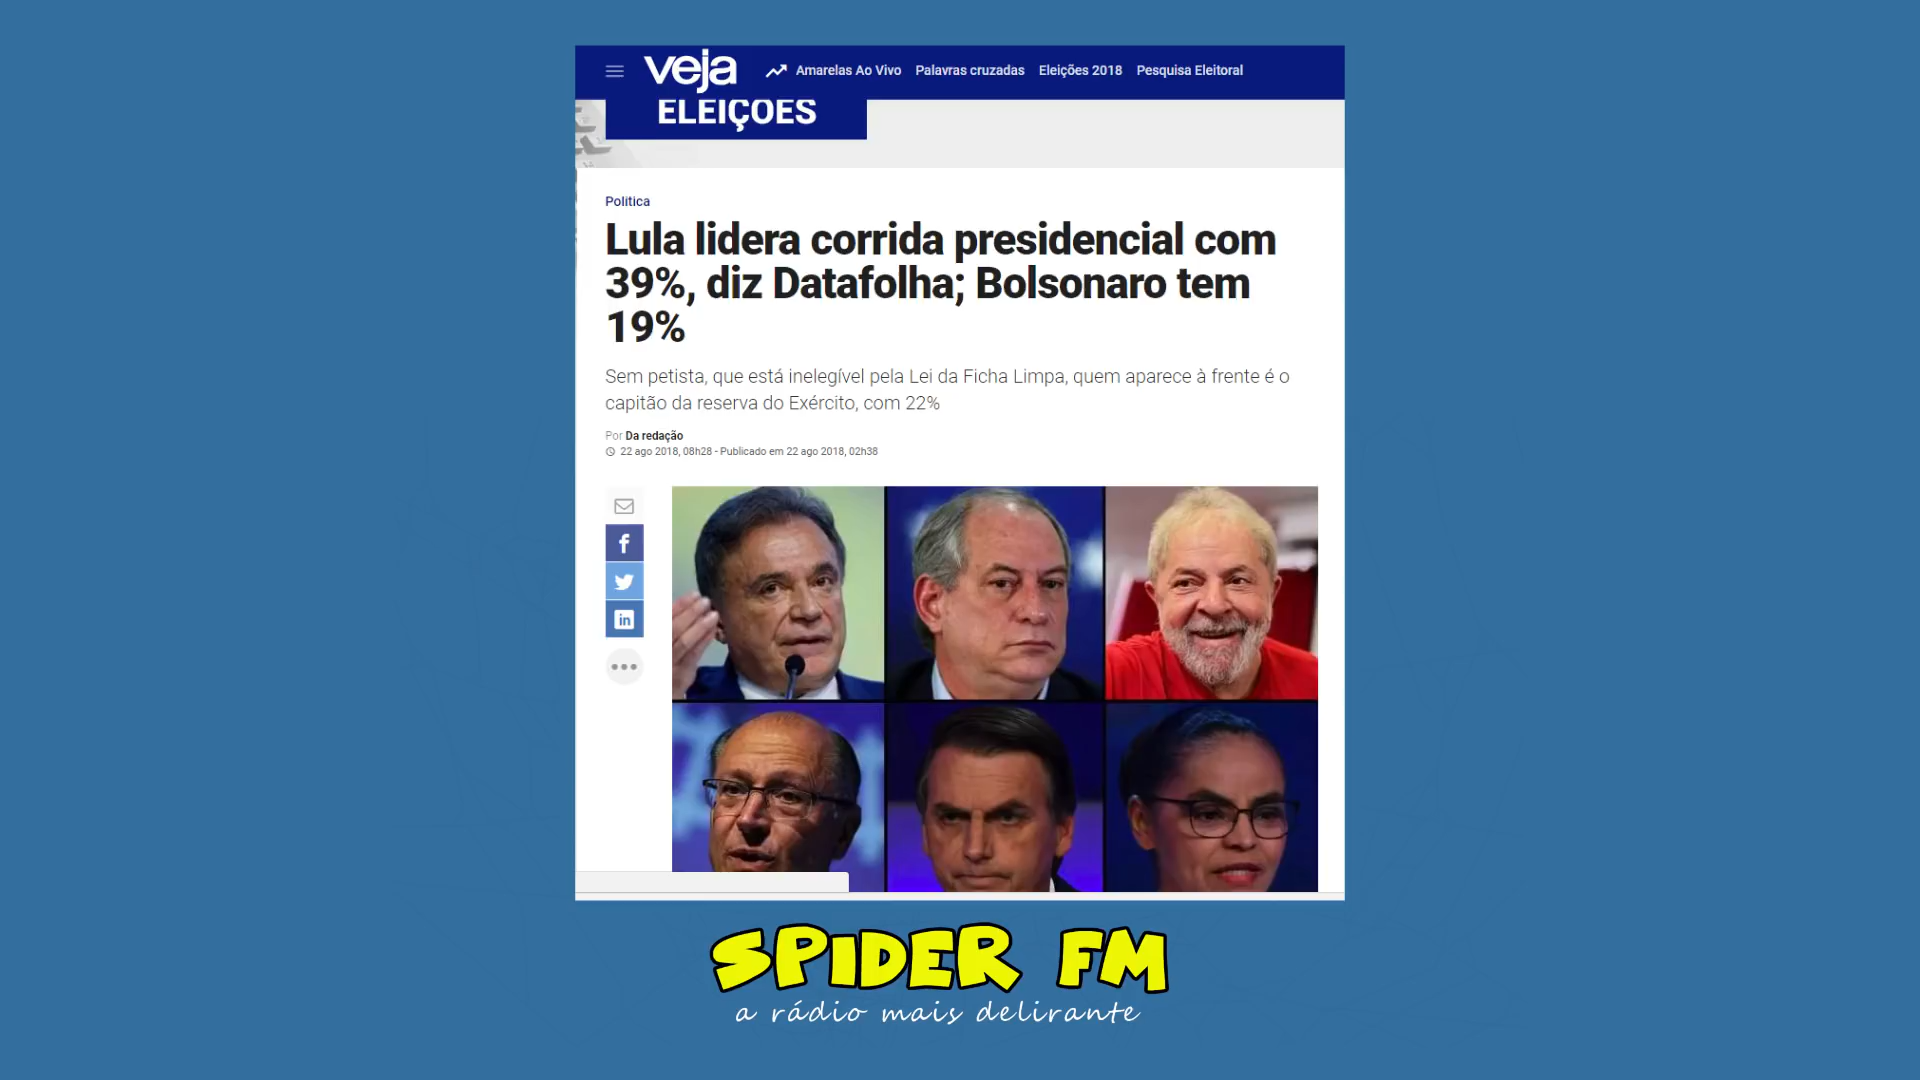 veja
Amarelas Ao Vivo Palavras cruzadas Eleições 2018 Pesquisa Eleitoral
ELEIÇÕES
Política
Lula lidera corrida presidencial com
39%, diz Datafolha; Bolsonaro tem
19%
Sem petista, que está inelegível pela Lei da Ficha Limpa, quem aparece à frente é o
capitão da reserva do Exército, com 22%
Por Da redação
22 ago 2018, 08h28 - Publicado em 22 ago 2018, 02h38
SPIDER FM
a rádio mais delirante